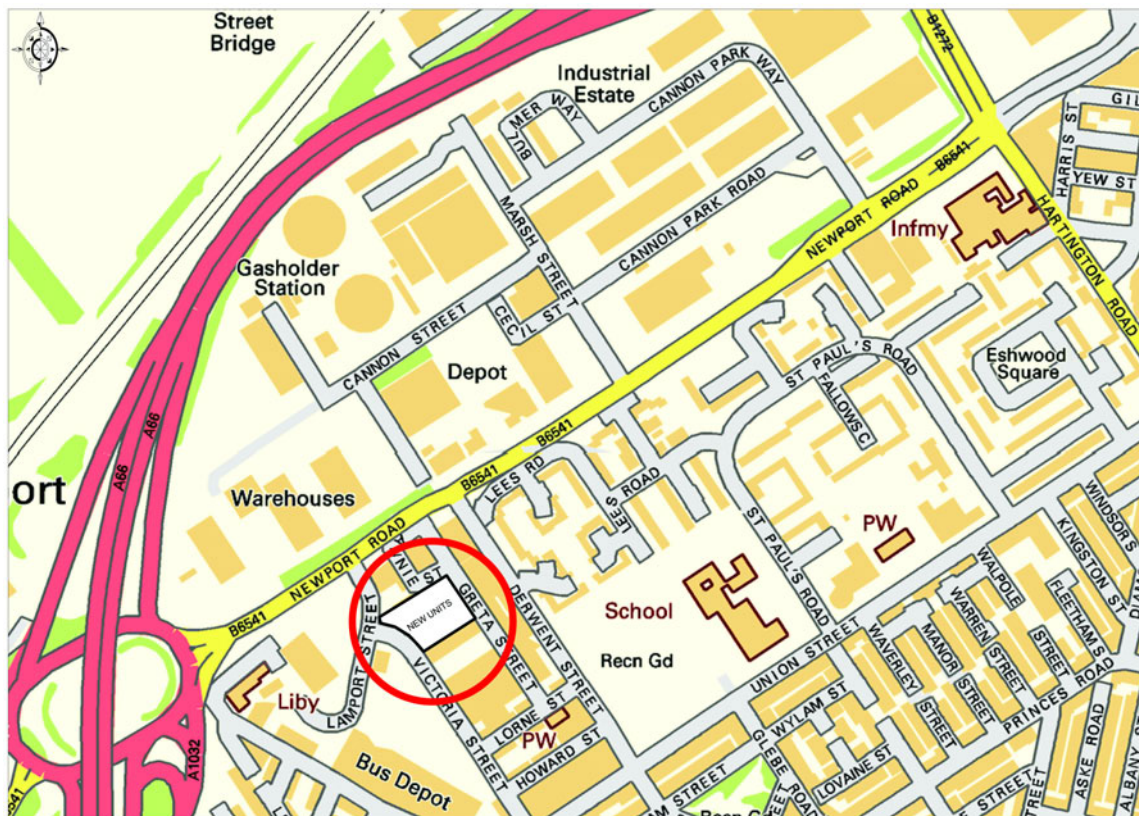 Street
Bridge
B1272
Industrial
Estate
CANNON PARK WAY
BUL
MER WAY
GIL
HARRIS ST
YEW ST
B6541
NEWPORT ROAD
Infmy
HARTINGTON ROAD
MARSH STREET
CANNON PARK ROAD
Gasholder
Station
CECIL ST
CANNON STREET
Depot
ST PAUL'S ROAD
FALLOWS C
Eshwood
Square
A66
A66
B6541
B6541
ort
Warehouses
LEES RD
LEES ROAD
ST PAUL'S ROAD
PW
WINDSOR S
KINGSTON ST
NEWPORT ROAD
B6541
ANNIE ST
NEW UNITS
GRETA STREET
DERWENT STREET
LAMPORT STREET
VICTORIA STREET
School
Recn Gd
UNION STREET
WALPOLE STREET
WARREN STREET
MANOR STREET
WAVERLEY STREET
FLEETHAM S
PRINCES ROAD
Liby
LORNE ST
PW
HOWARD ST
WYLAM ST
LOVAINE ST
GLEBE ROAD
ASKE ROAD
ALBANY S
A1032
Bus Depot
AM STREET
STREET
Recn G
6541